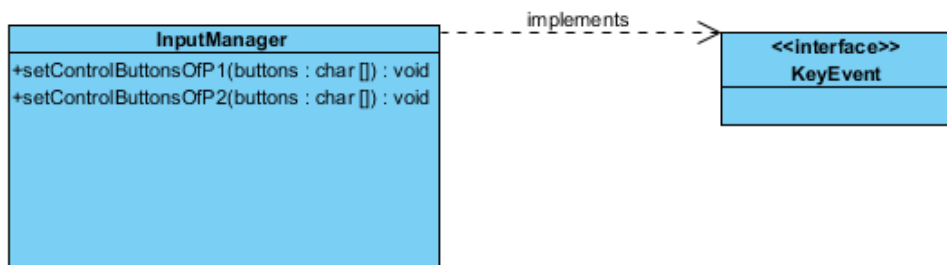 implements
InputManager
+setControlButtonsOfP1(buttons : char []) : void
+setControlButtonsOfP2(buttons : char []) : void
<<interface>>
KeyEvent